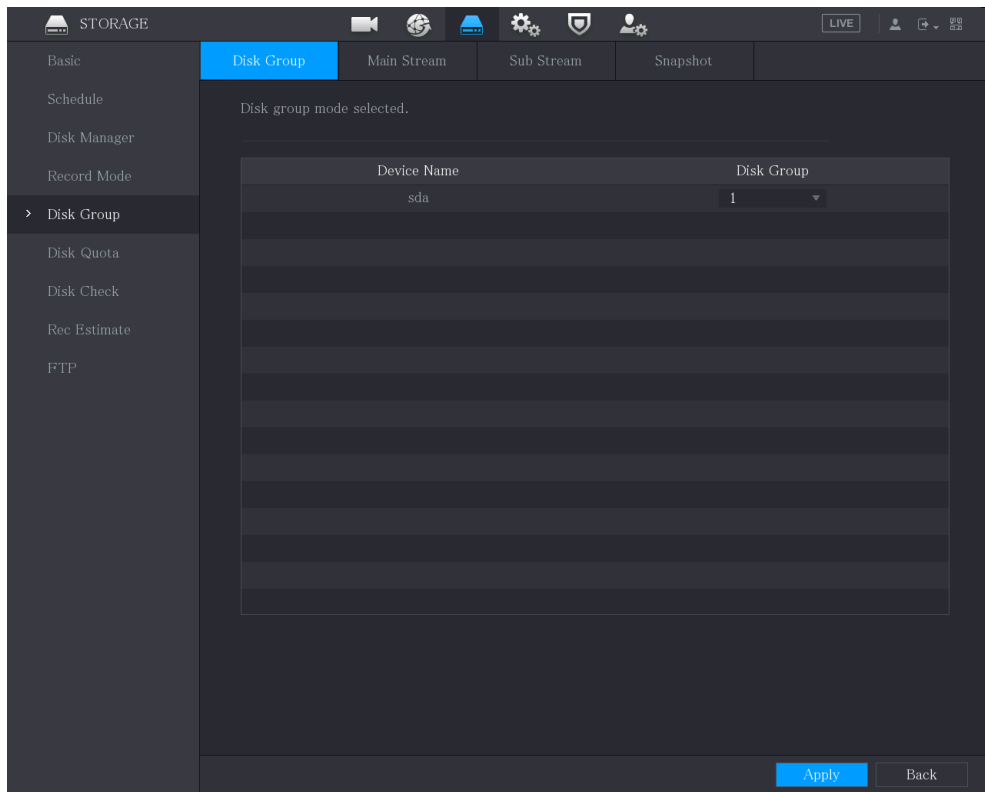 STORAGE
LIVE
Basic
Schedule
Disk Manager
Record Mode
Disk Group
Disk Quota
Disk Check
Rec Estimate
FTP
Disk Group Main Stream Sub Stream Snapshot
Disk group mode selected.
Device Name Disk Group
sda 1
Apply Back